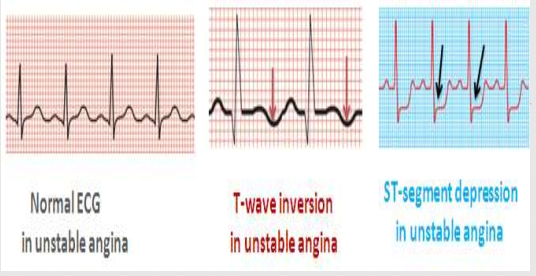 Normal ECG
in unstable angina
T-wave inversion
in unstable angina
ST-segment depression
in unstable angina